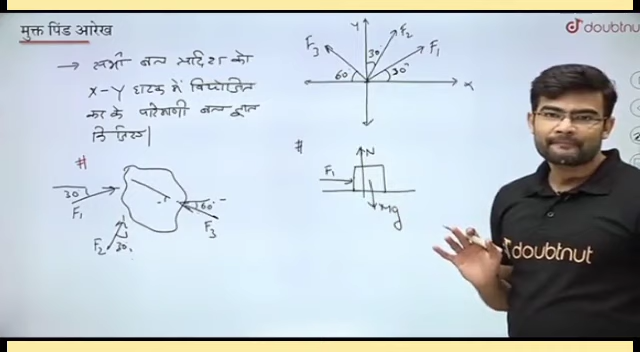 मुक्त पिंड आरेख
doubtnut
→ सभी बल सदिश को
X-Y घटक में वियोजित
कर के परिणामी बल ज्ञात
कीजिए|
Y
F₃
F₂
F₁
60°
30°
30°
x
#
F₁
N
Mg
#
30°
F₁
60°
F₃
F₂
30°
doubtnut